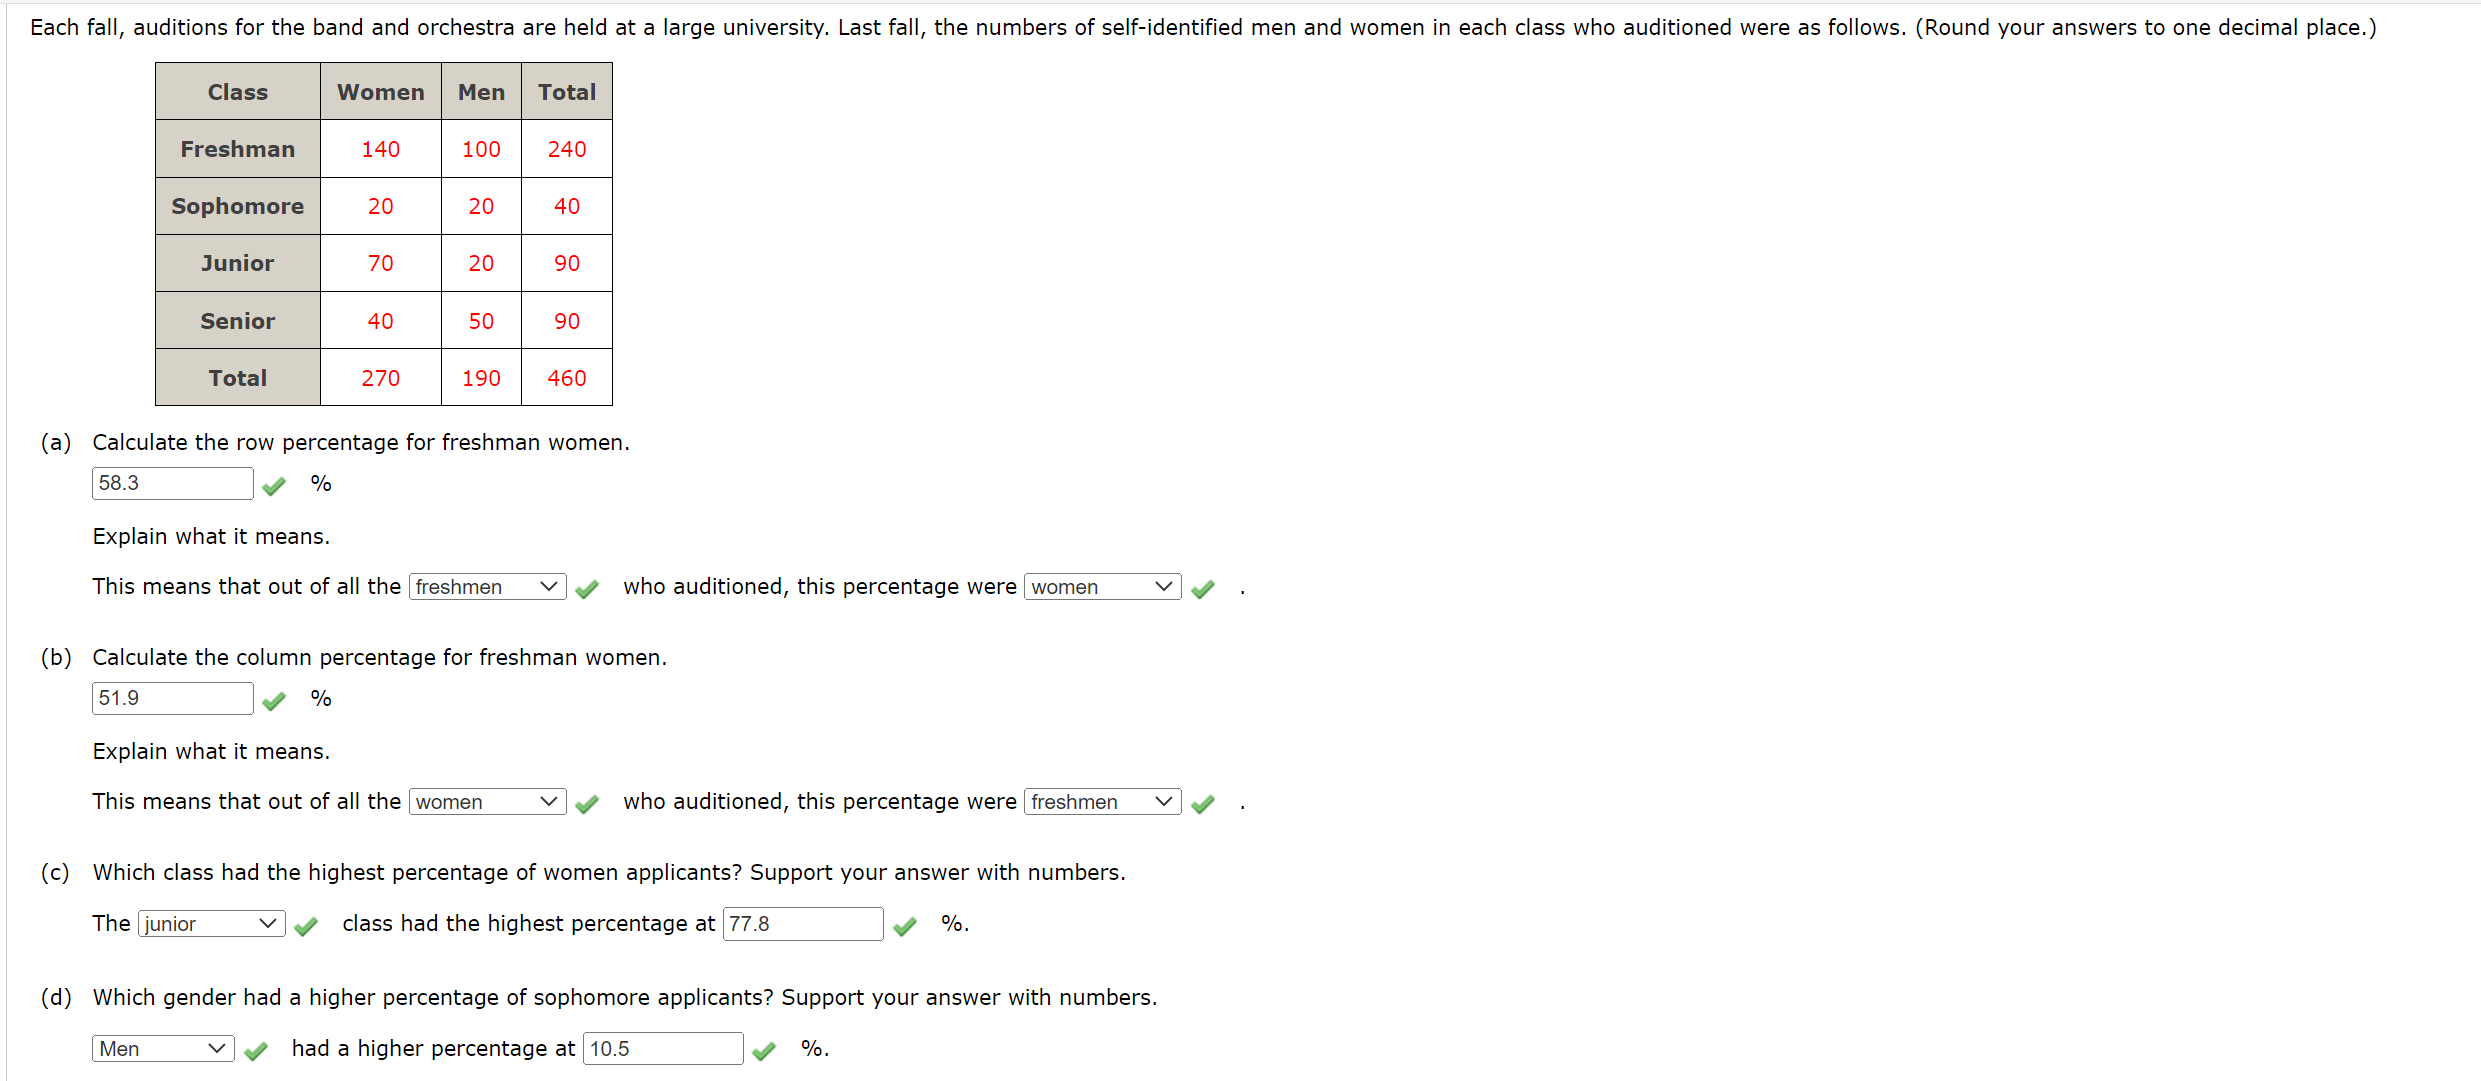 Each fall, auditions for the band and orchestra are held at a large university. Last fall, the numbers of self-identified men and women in each class who auditioned were as follows. (Round your answers to one decimal place.)
Class Women Men Total
Freshman 140 100 240
Sophomore 20 20 40
Junior 70 20 90
Senior 40 50 90
Total 270 190 460
(a) Calculate the row percentage for freshman women.
58.3 %
Explain what it means.
This means that out of all the freshmen who auditioned, this percentage were women .
(b) Calculate the column percentage for freshman women.
51.9 %
Explain what it means.
This means that out of all the women who auditioned, this percentage were freshmen .
(c) Which class had the highest percentage of women applicants? Support your answer with numbers.
The junior class had the highest percentage at 77.8 %.
(d) Which gender had a higher percentage of sophomore applicants? Support your answer with numbers.
Men had a higher percentage at 10.5 %.